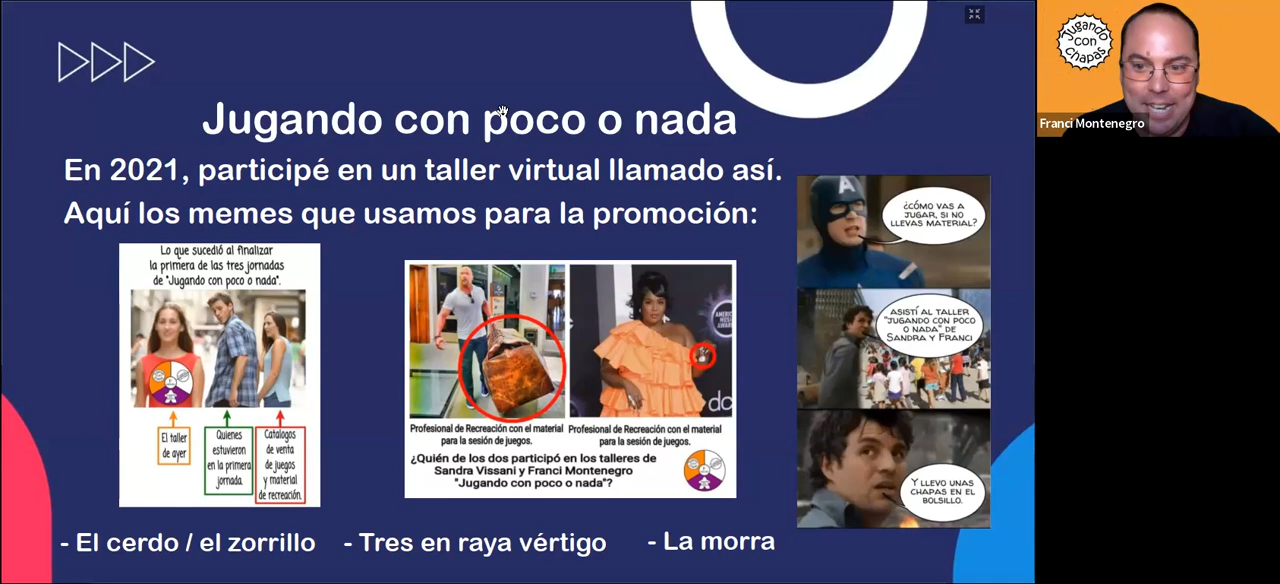 Jugando con poco o nada
En 2021, participé en un taller virtual llamado así.
Aquí los memes que usamos para la promoción:
Lo que sucedió al finalizar
la primera de las tres jornadas
de "Jugando con poco o nada".
El taller
de ayer
Quienes
estuvieron
en la primera
jornada.
Catalogos
de venta
de juegos
y material
de recreación.
Profesional de Recreación con el material
para la sesión de juegos.
Profesional de Recreación con el material
para la sesión de juegos.
¿Quién de los dos participó en los talleres de
Sandra Vissani y Franci Montenegro
"Jugando con poco o nada"?
A
¿CÓMO VAS A
JUGAR, SI NO
LLEVAS MATERIAL?
ASISTÍ AL TALLER
"JUGANDO CON POCO
O NADA" DE
SANDRA Y FRANCI
Y LLEVO UNAS
CHAPAS EN EL
BOLSILLO.
- El cerdo / el zorrillo
- Tres en raya vértigo
- La morra
Jugando
con
chapas
Franci Montenegro